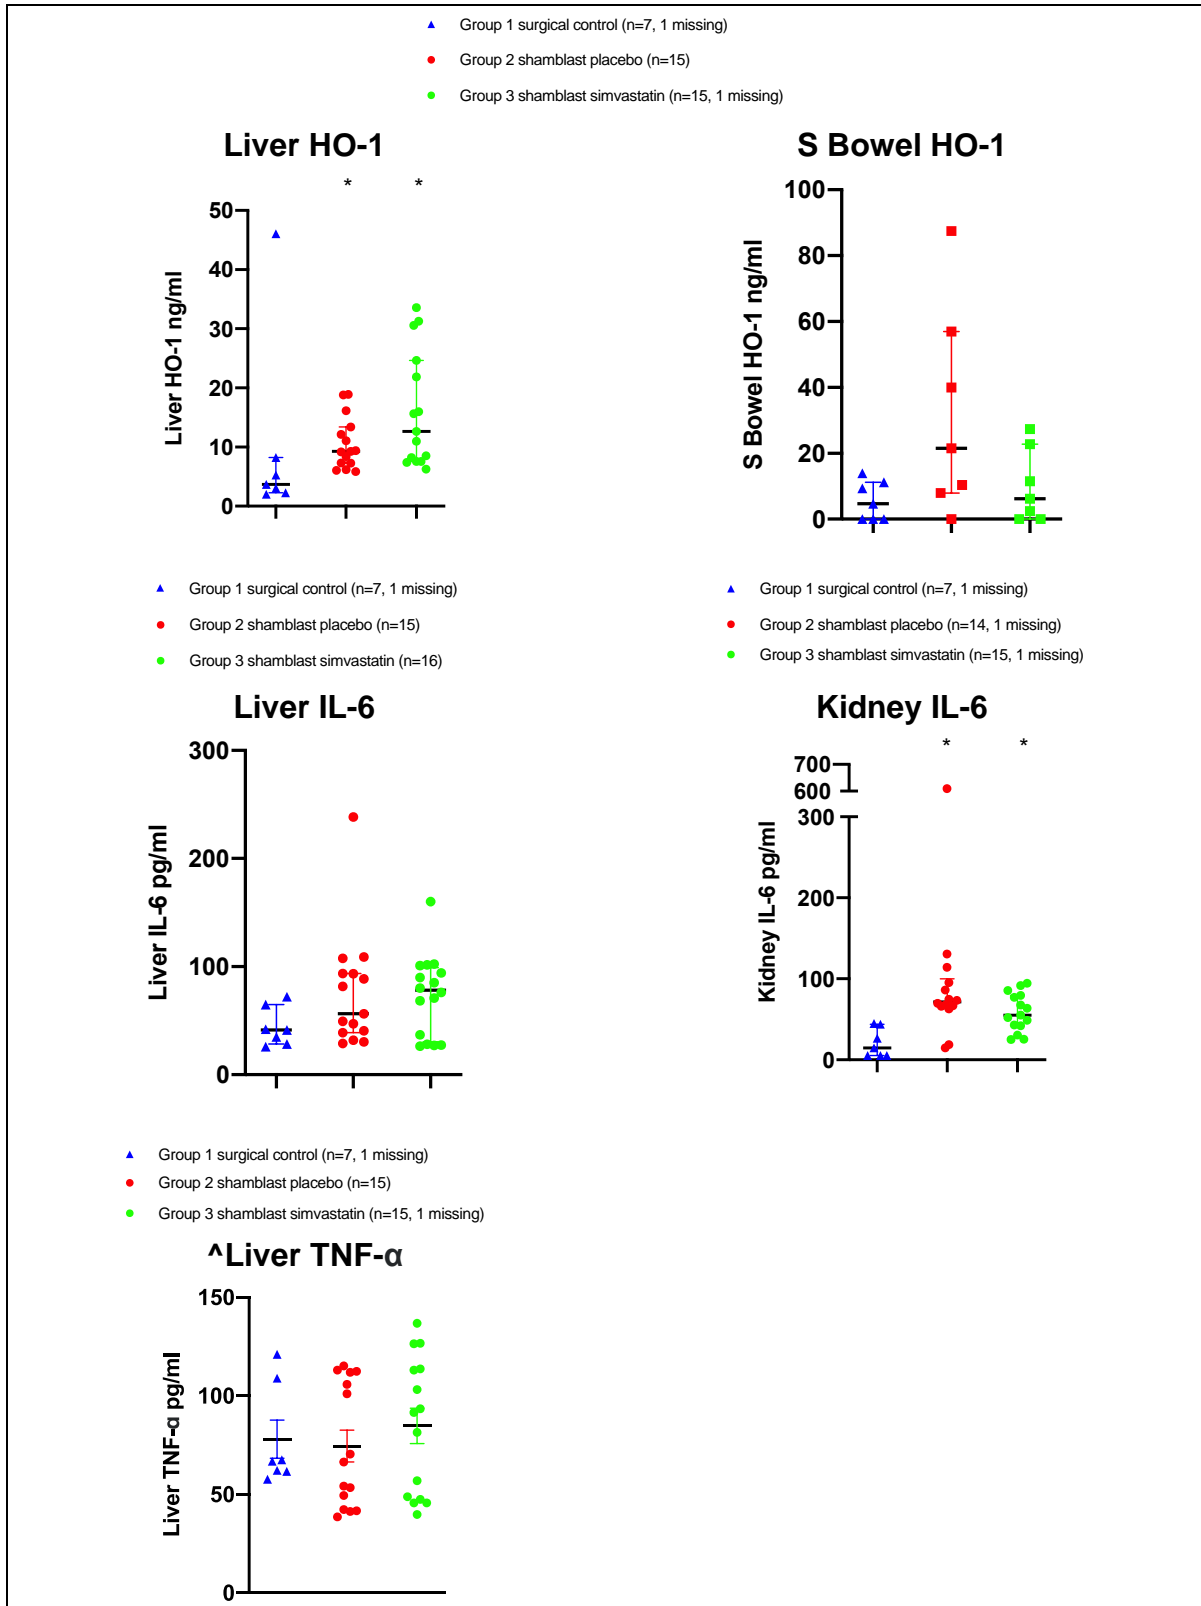 Group 1 surgical control (n=7, 1 missing)
Group 2 shamblast placebo (n=15)
Group 3 shamblast simvastatin (n=15, 1 missing)
Liver HO-1
* *
50
40
30
20
10
0
Liver HO-1 ng/ml
S Bowel HO-1
100
80
60
40
20
0
S Bowel HO-1 ng/ml
Group 1 surgical control (n=7, 1 missing)
Group 2 shamblast placebo (n=15)
Group 3 shamblast simvastatin (n=16)
Liver IL-6
300
200
100
0
Liver IL-6 pg/ml
Group 1 surgical control (n=7, 1 missing)
Group 2 shamblast placebo (n=14, 1 missing)
Group 3 shamblast simvastatin (n=15, 1 missing)
Kidney IL-6
* *
700
600
300
200
100
0
Kidney IL-6 pg/ml
Group 1 surgical control (n=7, 1 missing)
Group 2 shamblast placebo (n=15)
Group 3 shamblast simvastatin (n=15, 1 missing)
^Liver TNF-α
150
100
50
0
Liver TNF-α pg/ml